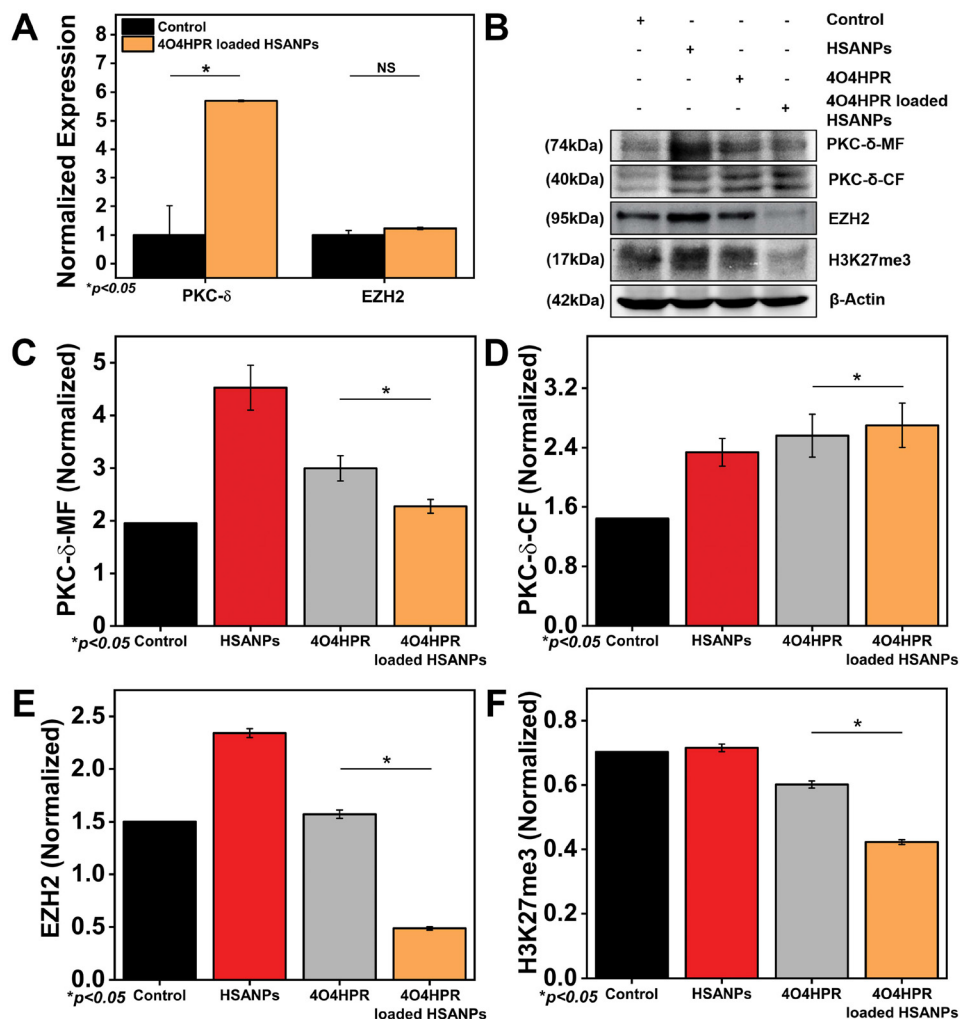 A
Control
4O4HPR loaded HSANPs
*
NS
Normalized Expression
8
7
6
5
4
3
2
1
0
*p<0.05
PKC-δ
EZH2
B
+ - - - Control
- + - - HSANPs
- - + - 4O4HPR
- - - + 4O4HPR loaded
HSANPs
(74kDa) PKC-δ-MF
(40kDa) PKC-δ-CF
(95kDa) EZH2
(17kDa) H3K27me3
(42kDa) β-Actin
C
PKC-δ-MF (Normalized)
5
4
3
2
1
0
*
*p<0.05
Control
HSANPs
4O4HPR
4O4HPR
loaded HSANPs
D
PKC-δ-CF (Normalized)
3.2
2.4
1.6
0.8
0.0
*
*p<0.05
Control
HSANPs
4O4HPR
4O4HPR
loaded HSANPs
E
EZH2 (Normalized)
2.5
2.0
1.5
1.0
0.5
0.0
*
*p<0.05
Control
HSANPs
4O4HPR
4O4HPR
loaded HSANPs
F
H3K27me3 (Normalized)
0.8
0.6
0.4
0.2
0.0
*
*p<0.05
Control
HSANPs
4O4HPR
4O4HPR
loaded HSANPs